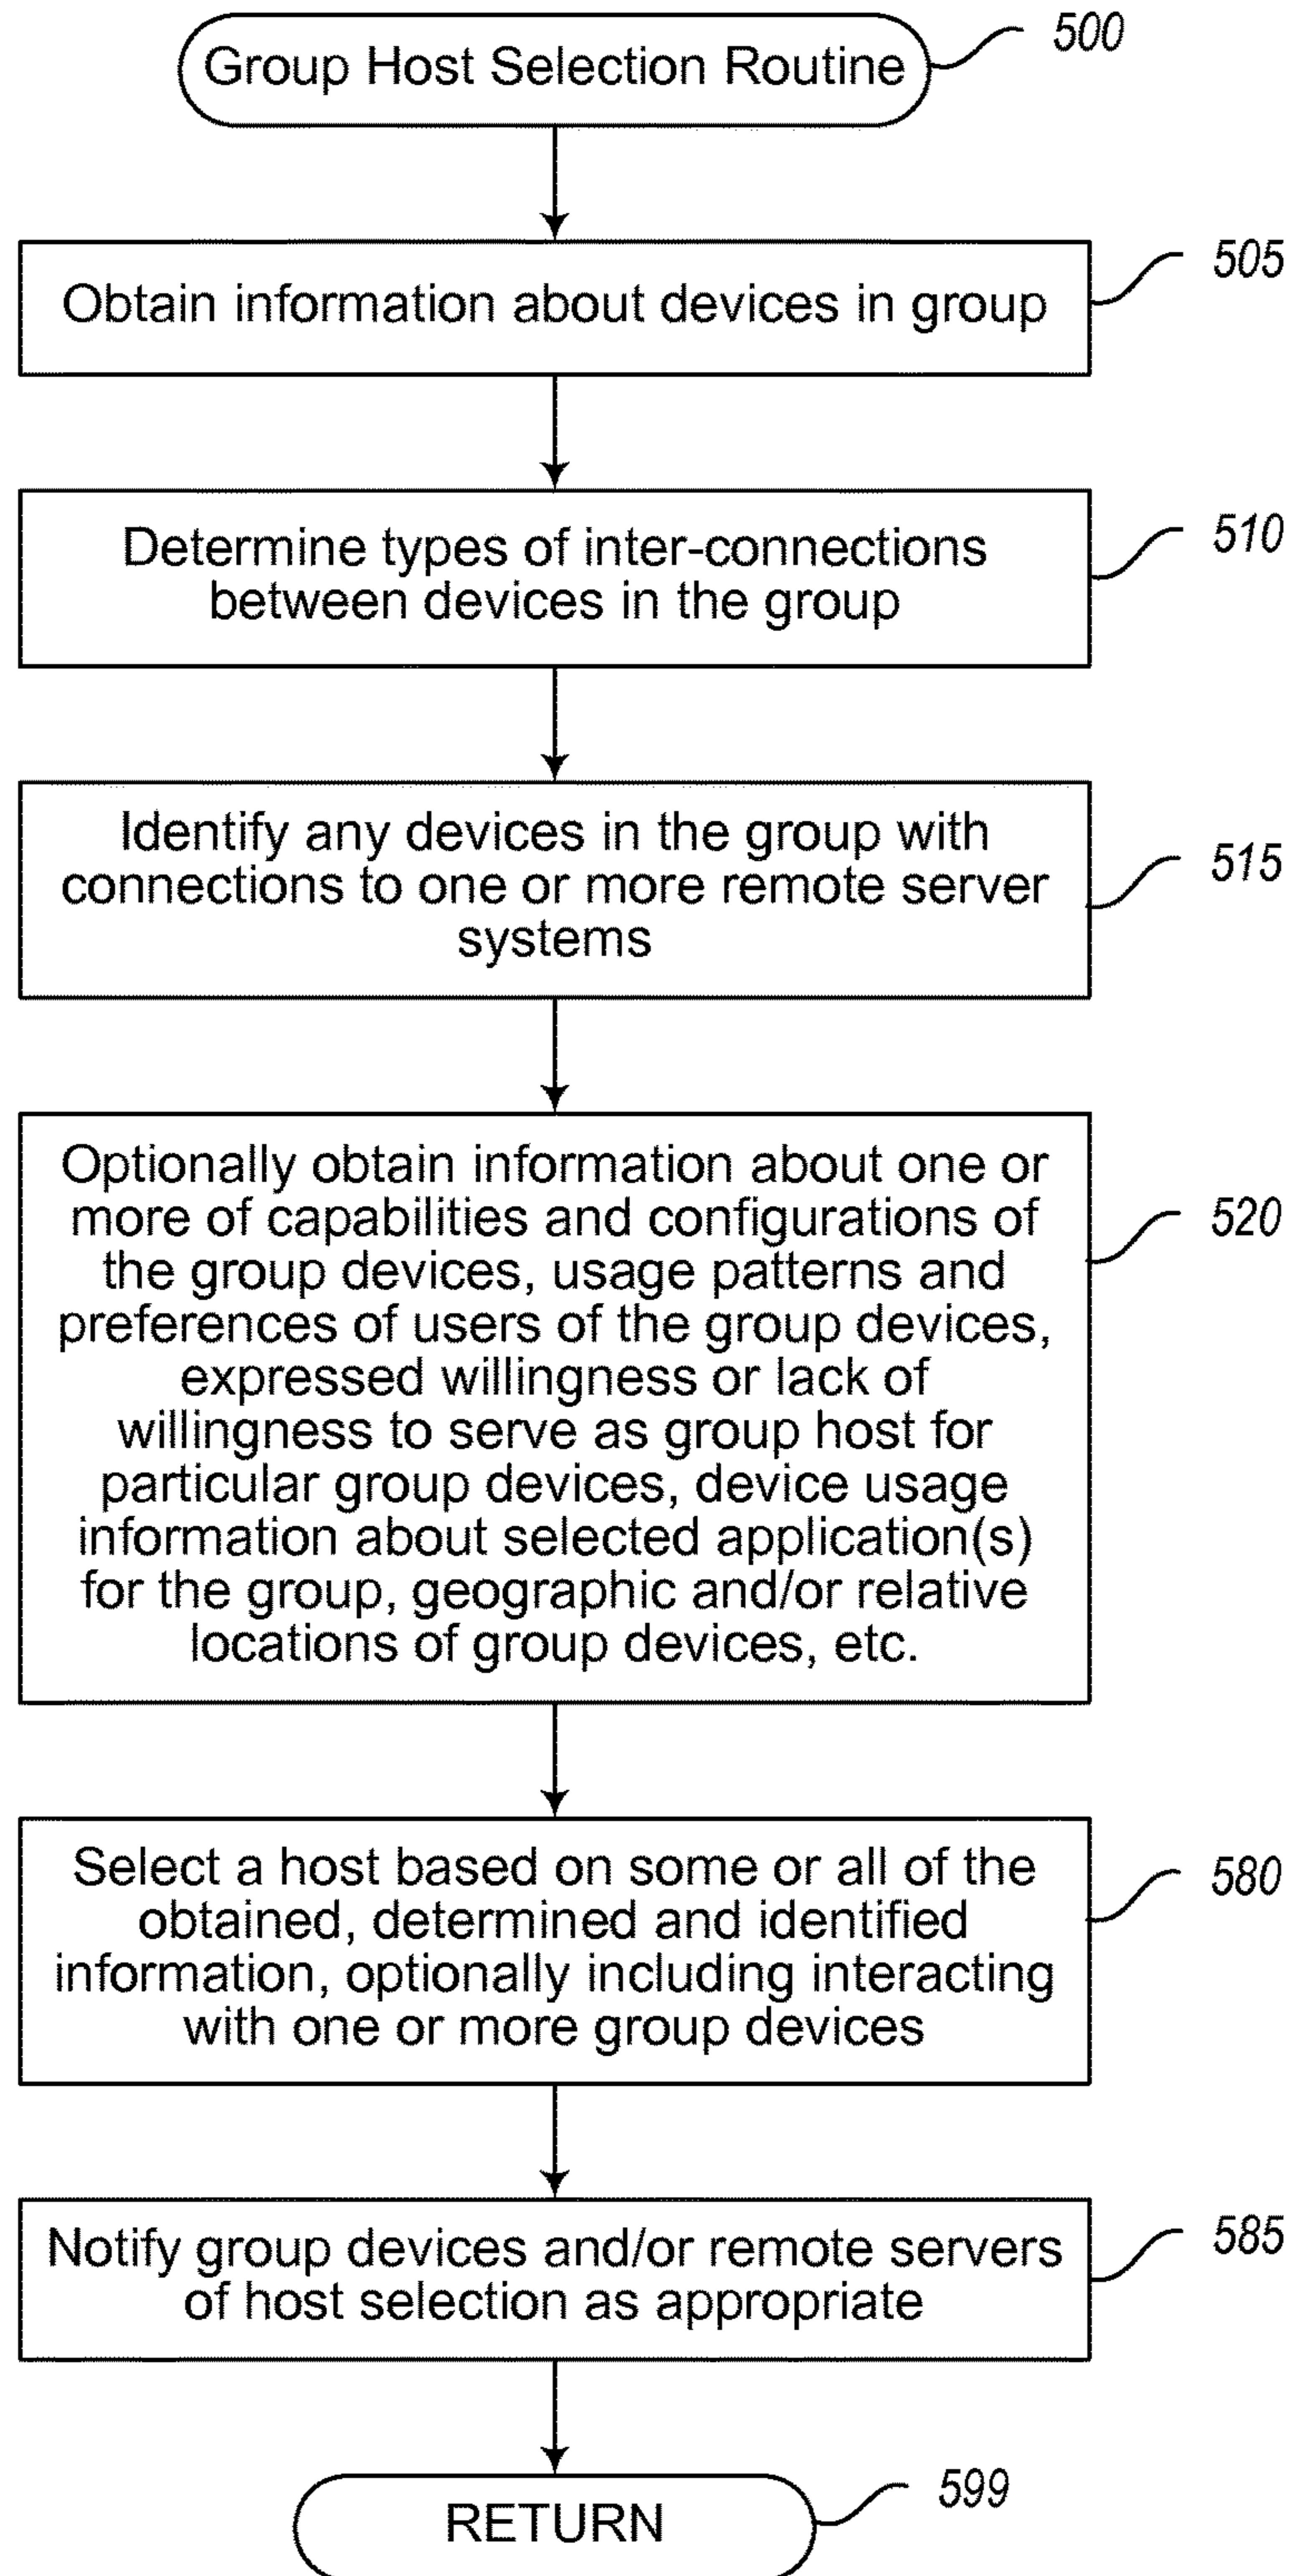 Group Host Selection Routine
500
Obtain information about devices in group
505
Determine types of inter-connections
between devices in the group
510
Identify any devices in the group with
connections to one or more remote server
systems
515
Optionally obtain information about one or
more of capabilities and configurations of
the group devices, usage patterns and
preferences of users of the group devices,
expressed willingness or lack of
willingness to serve as group host for
particular group devices, device usage
information about selected application(s)
for the group, geographic and/or relative
locations of group devices, etc.
520
Select a host based on some or all of the
obtained, determined and identified
information, optionally including interacting
with one or more group devices
580
Notify group devices and/or remote servers
of host selection as appropriate
585
RETURN
599